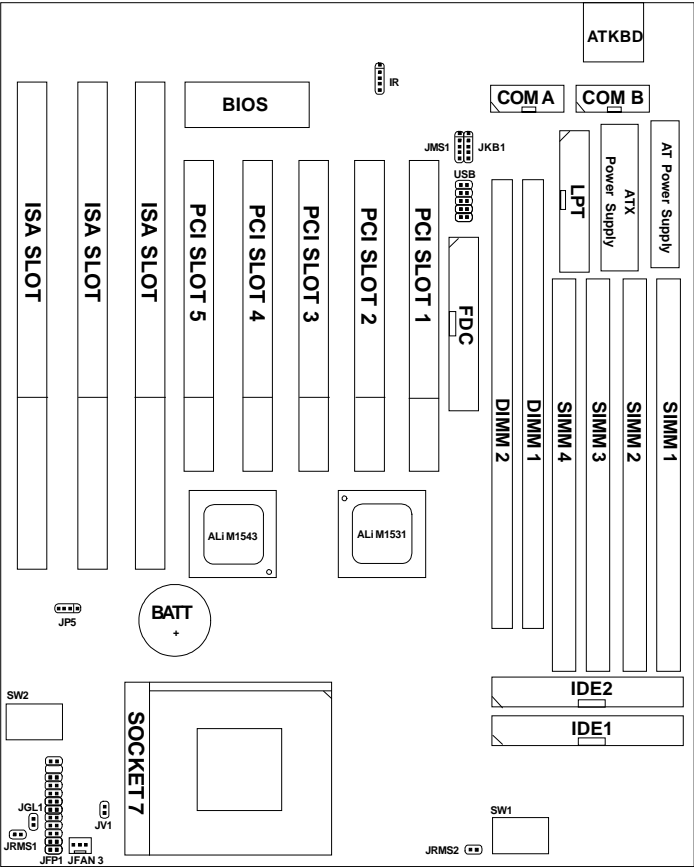 ATKBD
IR
COM A
COM B
BIOS
JMS1
JKB1
USB
LPT
ATX
Power Supply
AT Power Supply
ISA SLOT
ISA SLOT
ISA SLOT
PCI SLOT 5
PCI SLOT 4
PCI SLOT 3
PCI SLOT 2
PCI SLOT 1
FDC
DIMM 2
DIMM 1
SIMM 4
SIMM 3
SIMM 2
SIMM 1
ALi M1543
ALi M1531
BATT
+
JP5
SW2
SOCKET 7
IDE2
IDE1
JGL1
JV1
SW1
JRMS1
JFP1
JFAN 3
JRMS2